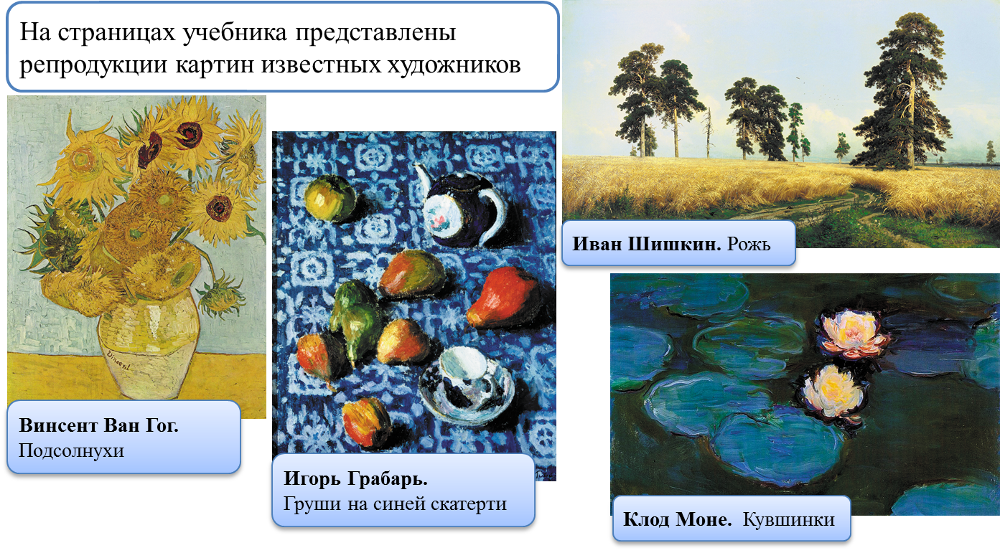 На страницах учебника представлены
репродукции картин известных художников
Vincent
Винсент Ван Гог.
Подсолнухи
Игорь Грабарь.
Груши на синей скатерти
Иван Шишкин. Рожь
Клод Моне. Кувшинки